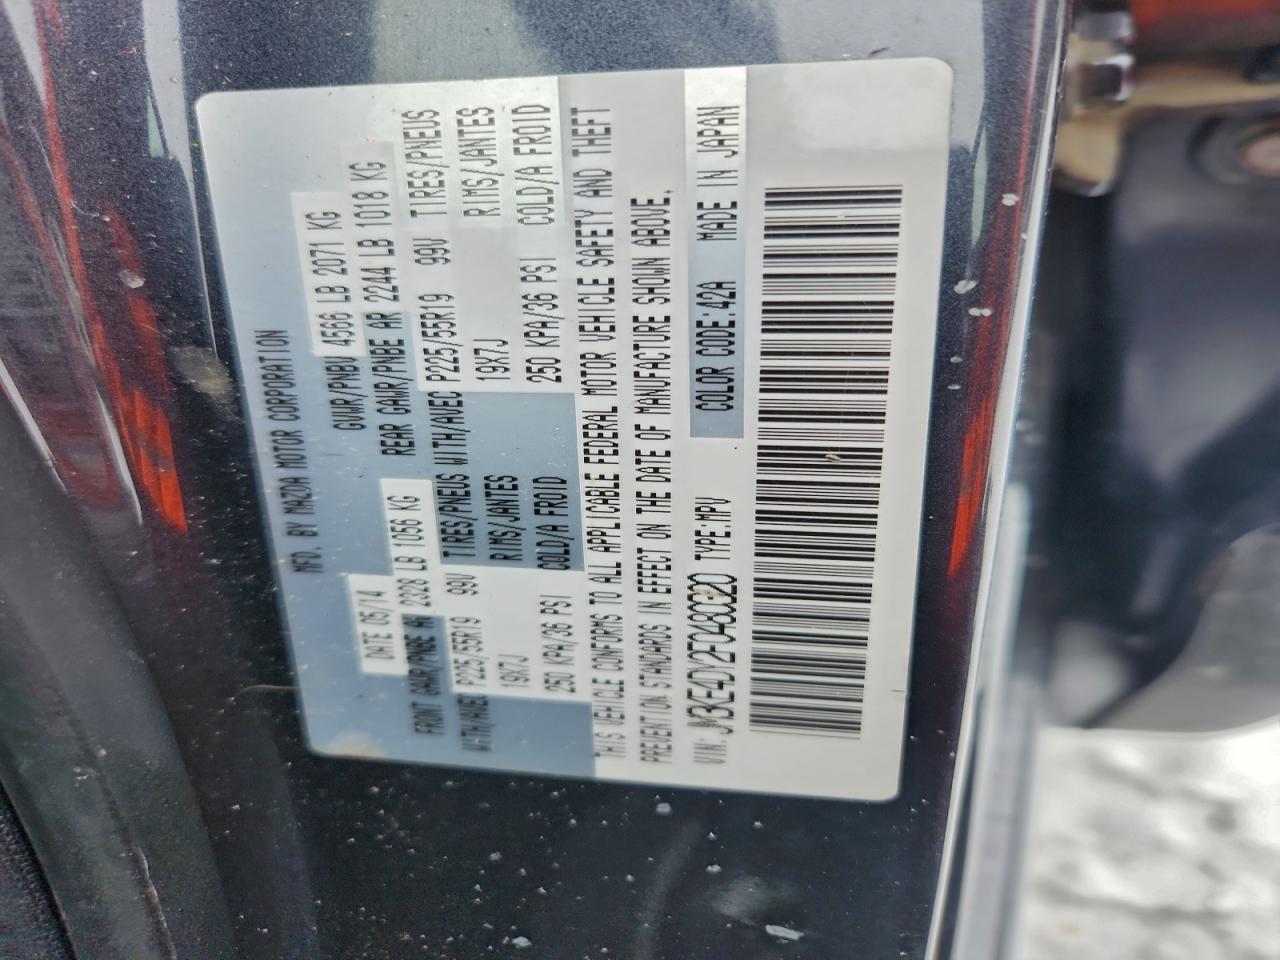 MFD. BY MAZDA MOTOR CORPORATION
DATE 05/14 GVWR/PNBV 4566 LB 2071 KG
FRONT GAWR/PNBE AV 2328 LB 1056 KG REAR GAWR/PNBE AR 2244 LB 1018 KG
WITH/AVEC P225/55R19 99V TIRES/PNEUS WITH/AVEC P225/55R19 99V TIRES/PNEUS
19X7J RIMS/JANTES 19X7J RIMS/JANTES
250 KPA/36 PSI COLD/A FROID 250 KPA/36 PSI COLD/A FROID
THIS VEHICLE CONFORMS TO ALL APPLICABLE FEDERAL MOTOR VEHICLE SAFETY AND THEFT
PREVENTION STANDARDS IN EFFECT ON THE DATE OF MANUFACTURE SHOWN ABOVE.
VIN: JM3KE4DY2F0480320 TYPE:MPV COLOR CODE:42A MADE IN JAPAN